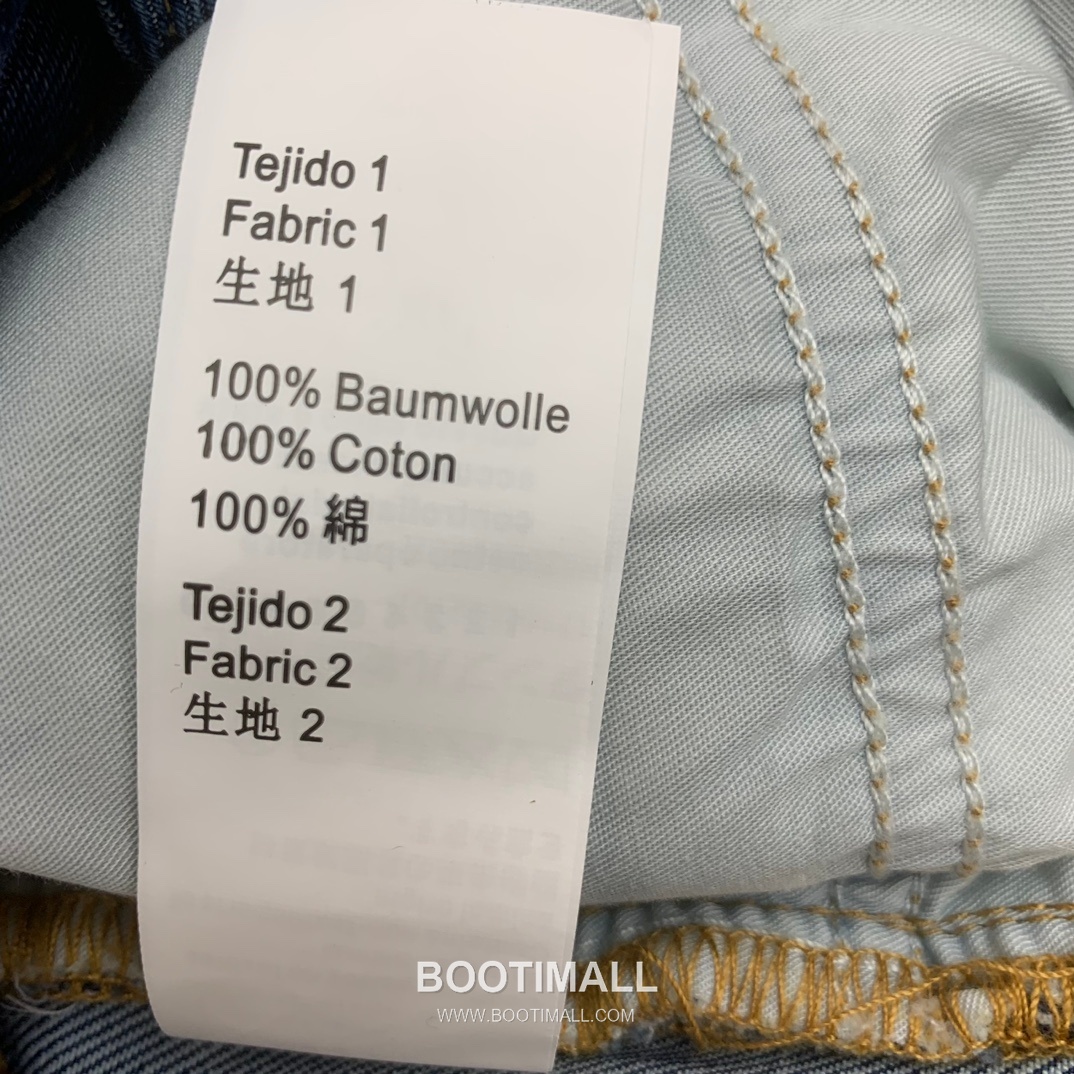 Tejido 1
Fabric 1
生地 1
100% Baumwolle
100% Coton
100% 綿
Tejido 2
Fabric 2
生地 2
BOOTIMALL
WWW.BOOTIMALL.COM